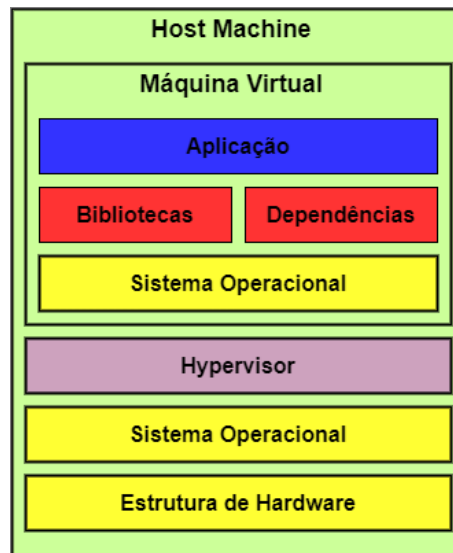 Host Machine
Máquina Virtual
Aplicação
Bibliotecas Dependências
Sistema Operacional
Hypervisor
Sistema Operacional
Estrutura de Hardware